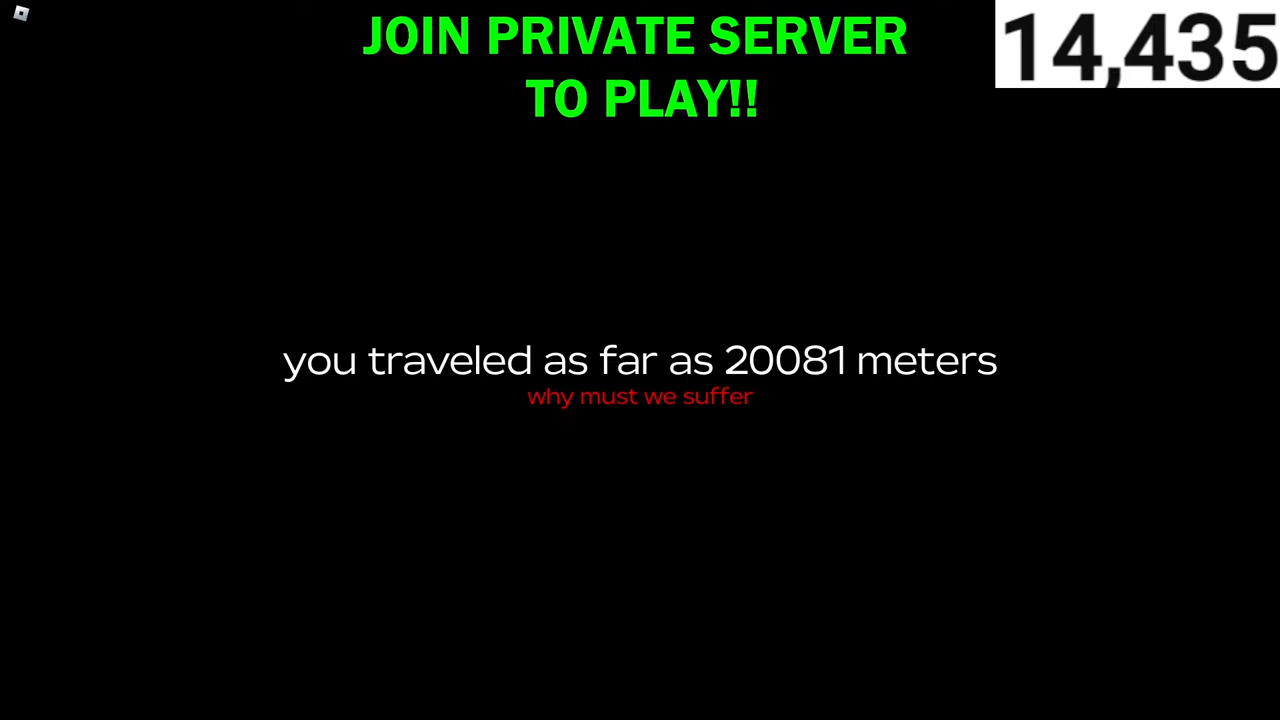 JOIN PRIVATE SERVER
TO PLAY!!
14,435
you traveled as far as 20081 meters
why must we suffer